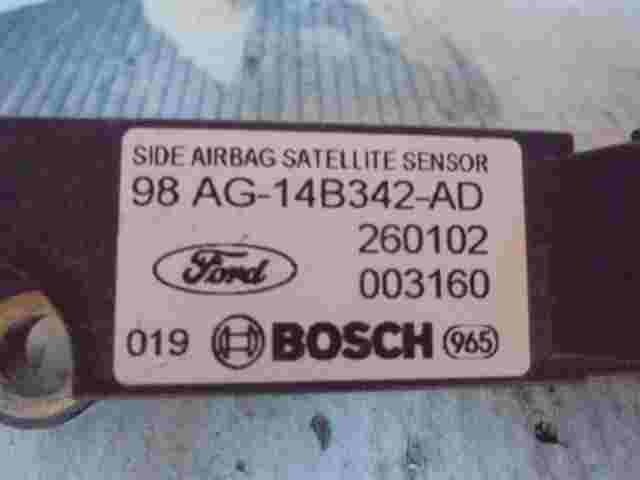 SIDE AIRBAG SATELLITE SENSOR
98 AG-14B342-AD
260102
Ford
003160
019 BOSCH 965